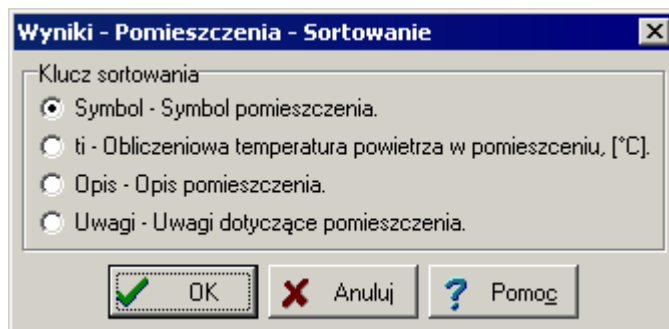 Wyniki - Pomieszczenia - Sortowanie
Klucz sortowania
Symbol - Symbol pomieszczenia.
ti - Obliczeniowa temperatura powietrza w pomieszceniu, [°C].
Opis - Opis pomieszczenia.
Uwagi - Uwagi dotyczące pomieszczenia.
OK Anuluj Pomoc